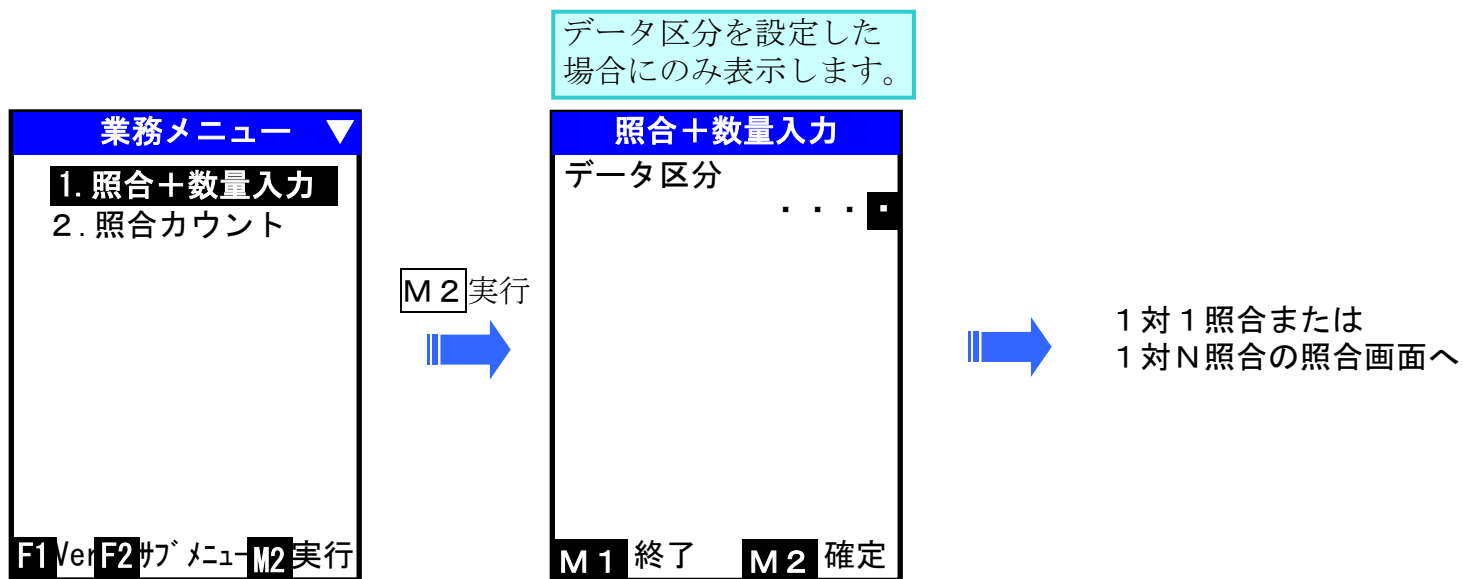 データ区分を設定した
場合にのみ表示します。
業務メニュー ▼
1.照合+数量入力
2.照合カウント
F1 Ver F2 ｻﾌﾞﾒﾆｭｰ M2 実行
M2 実行
照合+数量入力
データ区分
・・・・
M1 終了 M2 確定
1対1照合または
1対N照合の照合画面へ